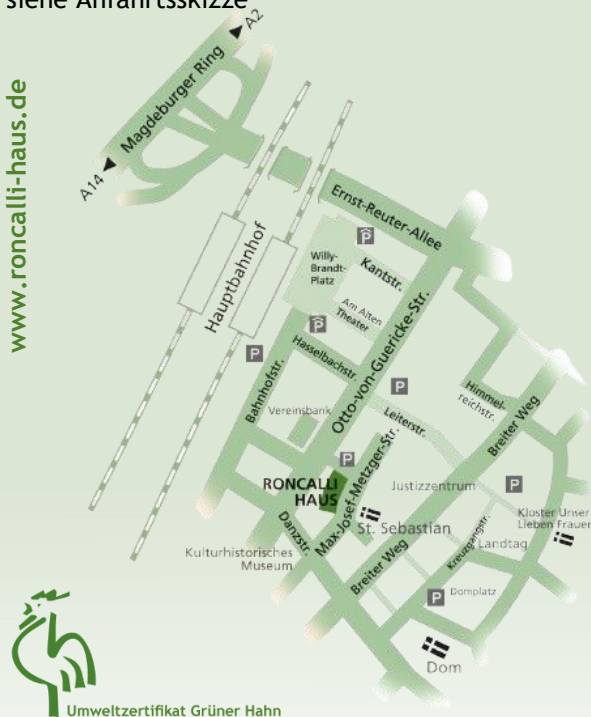 siehe Anfahrtsskizze
www.roncalli-haus.de
A2
Magdeburger Ring
A14
Ernst-Reuter-Allee
Hauptbahnhof
P
Willy-
Brandt-
Platz
Kantstr.
Am Alten
Theater
Otto-von-Guericke-Str.
P
Hasselbachstr.
P
Bahnhofstr.
P
Himmel-
reichstr.
Vereinsbank
Leiterstr.
Breiter Weg
P
RONCALLI
HAUS
Max-Josef-Metzger-Str.
Justizzentrum
P
Kloster Unser
Lieben Frauen
St. Sebastian
Danzstr.
Kreuzgangstr.
Landtag
Kulturhistorisches
Museum
Breiter Weg
P
Domplatz
Dom
Umweltzertifikat Grüner Hahn